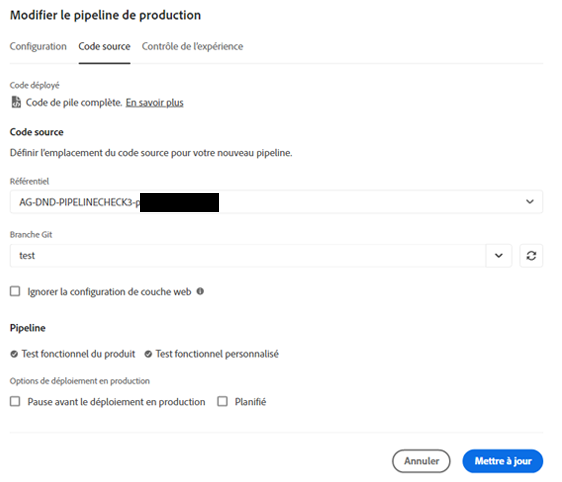 Modifier le pipeline de production
Configuration Code source Contrôle de l'expérience
Code déployé
Code de pile complète. En savoir plus
Code source
Définir l'emplacement du code source pour votre nouveau pipeline.
Référentiel
AG-DND-PIPELINECHECK3-p
Branche Git
test
Ignorer la configuration de couche web
Pipeline
Test fonctionnel du produit Test fonctionnel personnalisé
Options de déploiement en production
Pause avant le déploiement en production Planifié
Annuler Mettre à jour